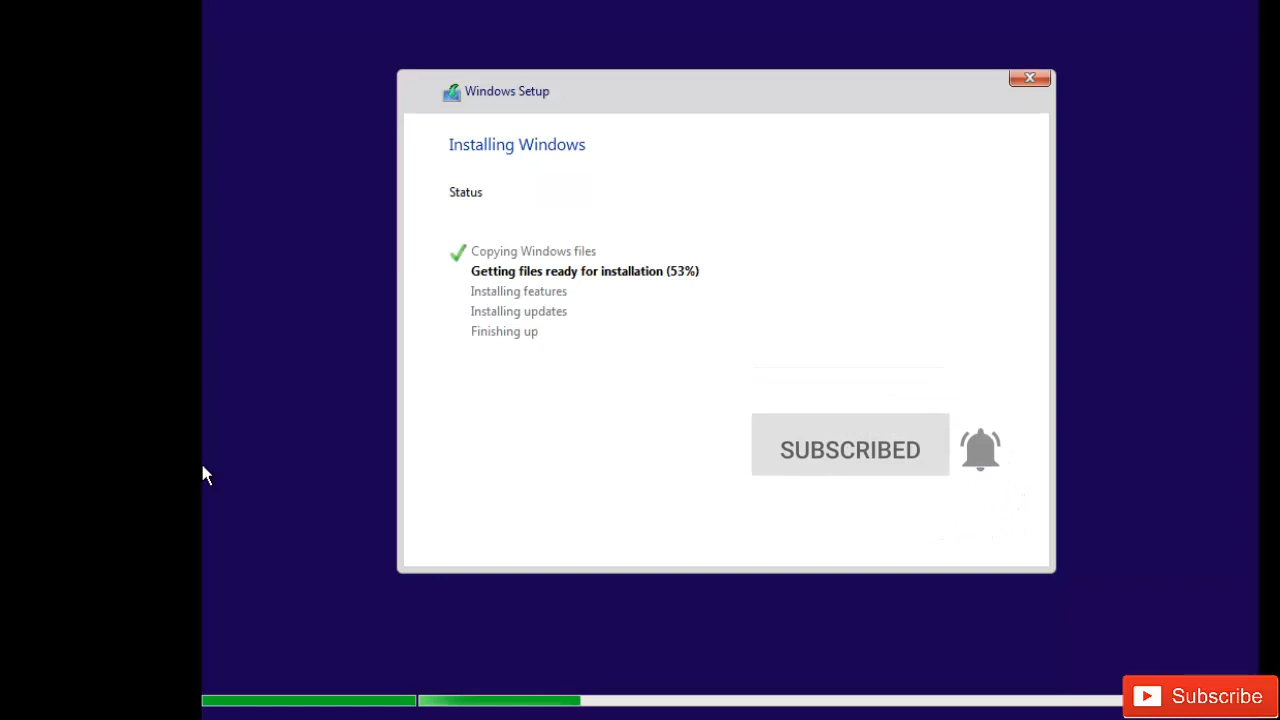 Windows Setup
Installing Windows
Status
Copying Windows files
Getting files ready for installation (53%)
Installing features
Installing updates
Finishing up
SUBSCRIBED
Subscribe